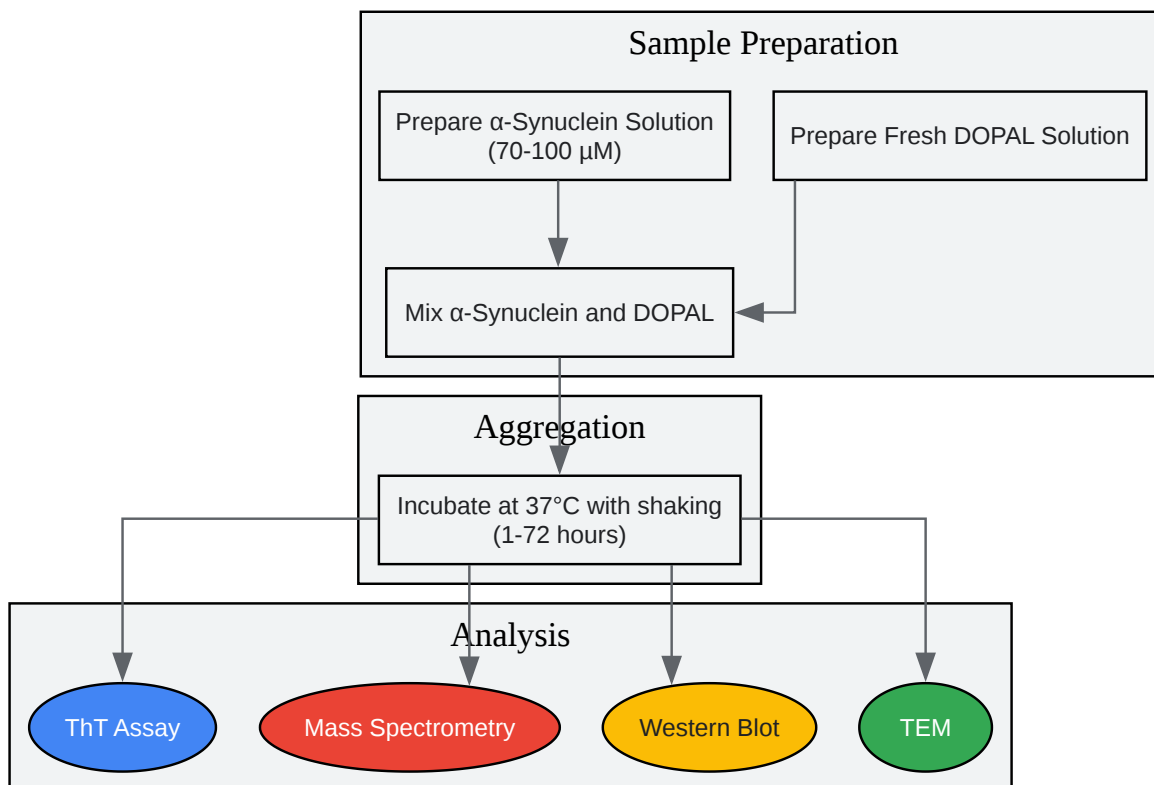 Sample Preparation
Prepare α-Synuclein Solution
(70-100 µM)
Prepare Fresh DOPAL Solution
Mix α-Synuclein and DOPAL
Aggregation
Incubate at 37°C with shaking
(1-72 hours)
Analysis
ThT Assay
Mass Spectrometry
Western Blot
TEM